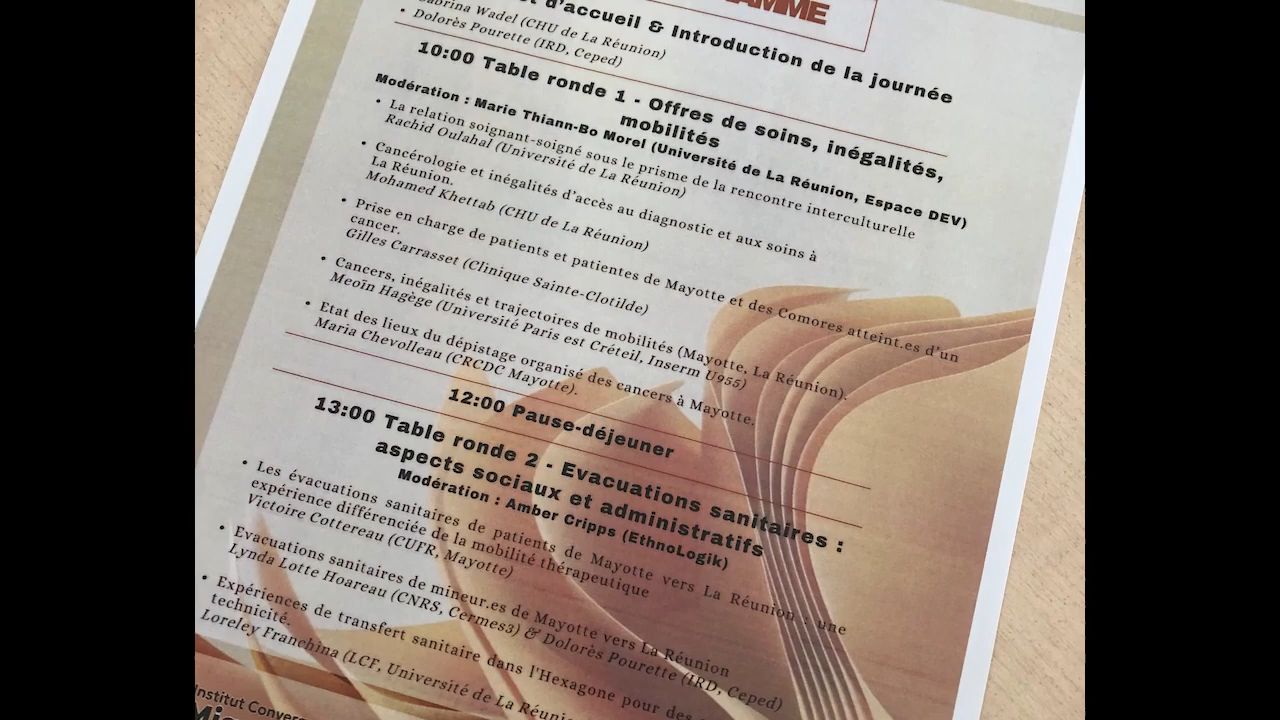 d'accueil & Introduction de la journée
Sabrina Wadel (CHU de La Réunion)
• Dolorès Pourette (IRD, Ceped)
10:00 Table ronde 1 - Offres de soins, inégalités,
mobilités
Modération : Marie Thiann-Bo Morel (Université de La Réunion, Espace DEV)
• La relation soignant-soigné sous le prisme de la rencontre interculturelle
Rachid Oulahal (Université de La Réunion)
• Cancérologie et inégalités d'accès au diagnostic et aux soins à
La Réunion.
Mohamed Khettab (CHU de La Réunion)
• Prise en charge de patients et patientes de Mayotte et des Comores atteint.es d'un
cancer.
Gilles Carrasset (Clinique Sainte-Clotilde)
• Cancers, inégalités et trajectoires de mobilités (Mayotte, La Réunion).
Meoïn Hagège (Université Paris est Créteil, Inserm U955)
• Etat des lieux du dépistage organisé des cancers à Mayotte.
Maria Chevolleau (CRCDC Mayotte).
12:00 Pause-déjeuner
13:00 Table ronde 2 - Evacuations sanitaires :
aspects sociaux et administratifs
Modération : Amber Cripps (EthnoLogik)
• Les évacuations sanitaires de patients de Mayotte vers La Réunion : une
expérience différenciée de la mobilité thérapeutique
Victoire Cottereau (CUFR, Mayotte)
• Evacuations sanitaires de mineur.es de Mayotte vers La Réunion
Lynda Lotte Hoareau (CNRS, Cermes3) & Dolorès Pourette (IRD, Ceped)
• Expériences de transfert sanitaire dans l'Hexagone pour des
technicité.
Loreley Franchina (LCF, Université de La Réunion
Institut